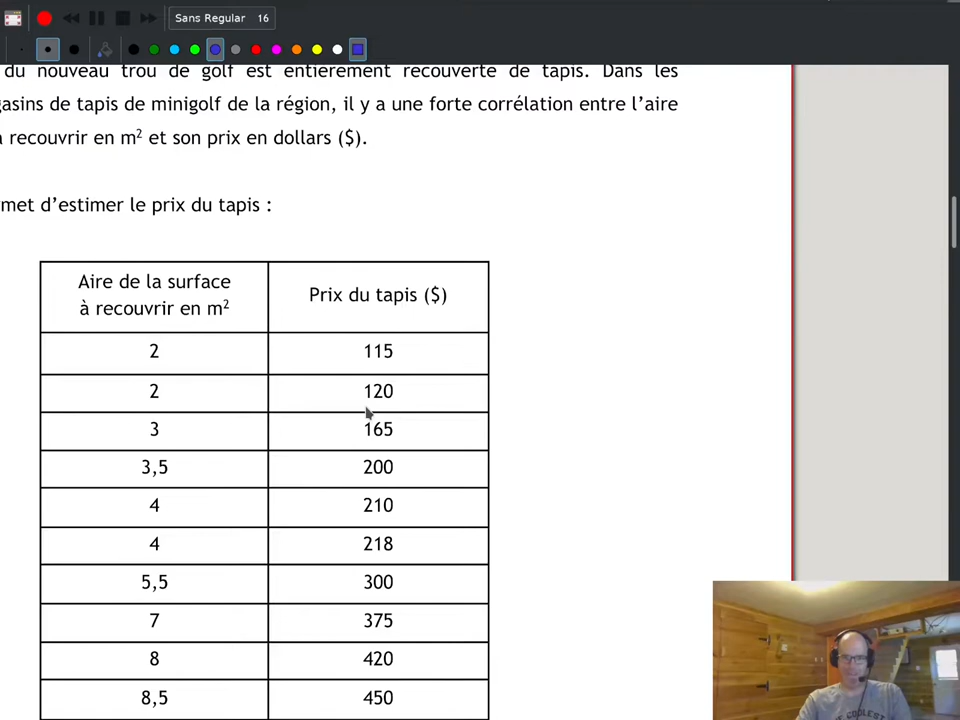 Sans Regular 16
du nouveau trou de golf est entièrement recouverte de tapis. Dans les
gasins de tapis de minigolf de la région, il y a une forte corrélation entre l’aire
à recouvrir en m² et son prix en dollars ($).
rmet d’estimer le prix du tapis :
Aire de la surface
à recouvrir en m²
Prix du tapis ($)
2 115
2 120
3 165
3,5 200
4 210
4 218
5,5 300
7 375
8 420
8,5 450